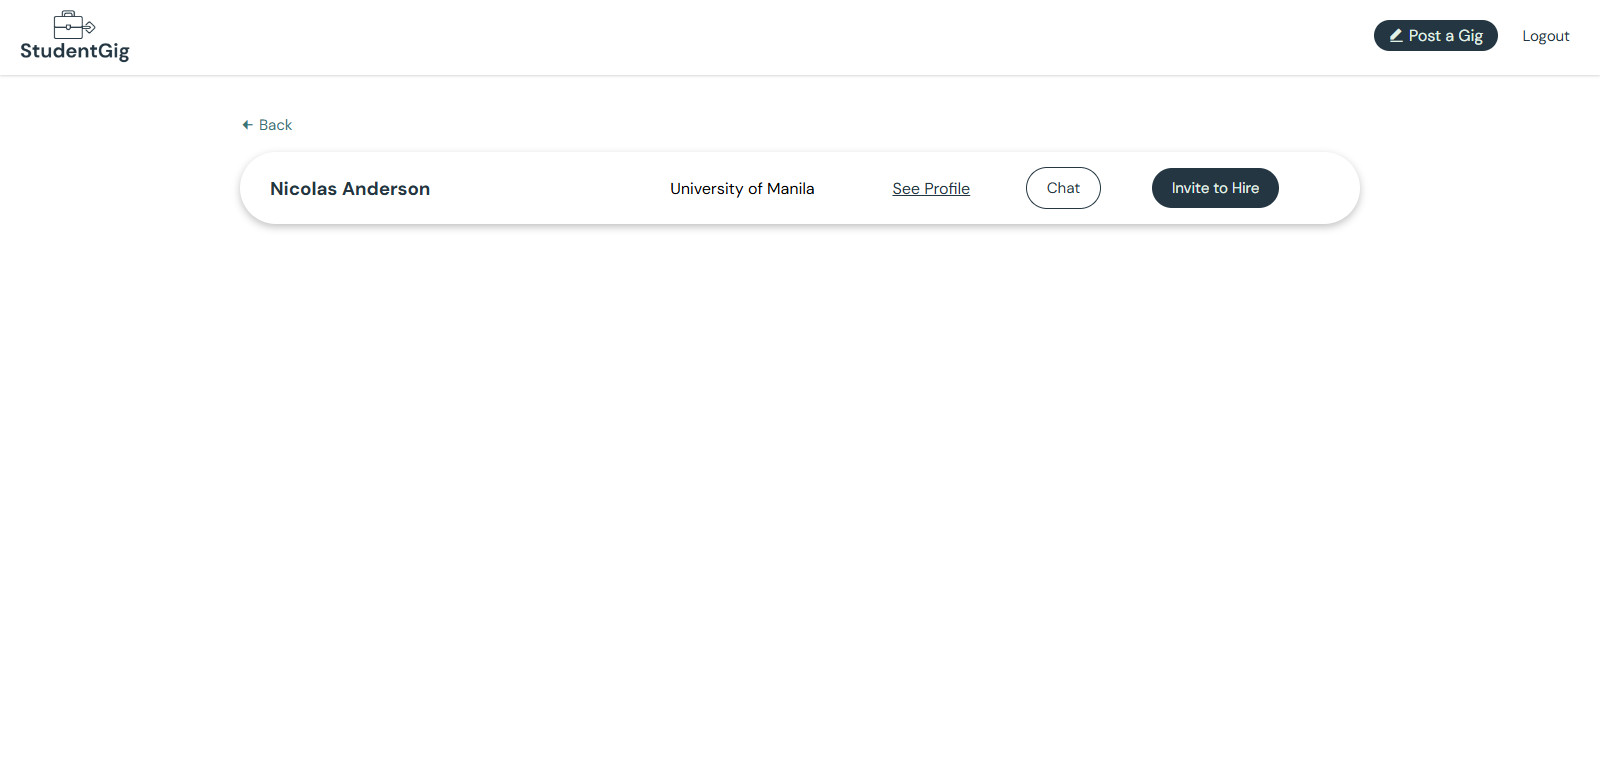 StudentGig
Post a Gig
Logout
Back
Nicolas Anderson
University of Manila
See Profile
Chat
Invite to Hire